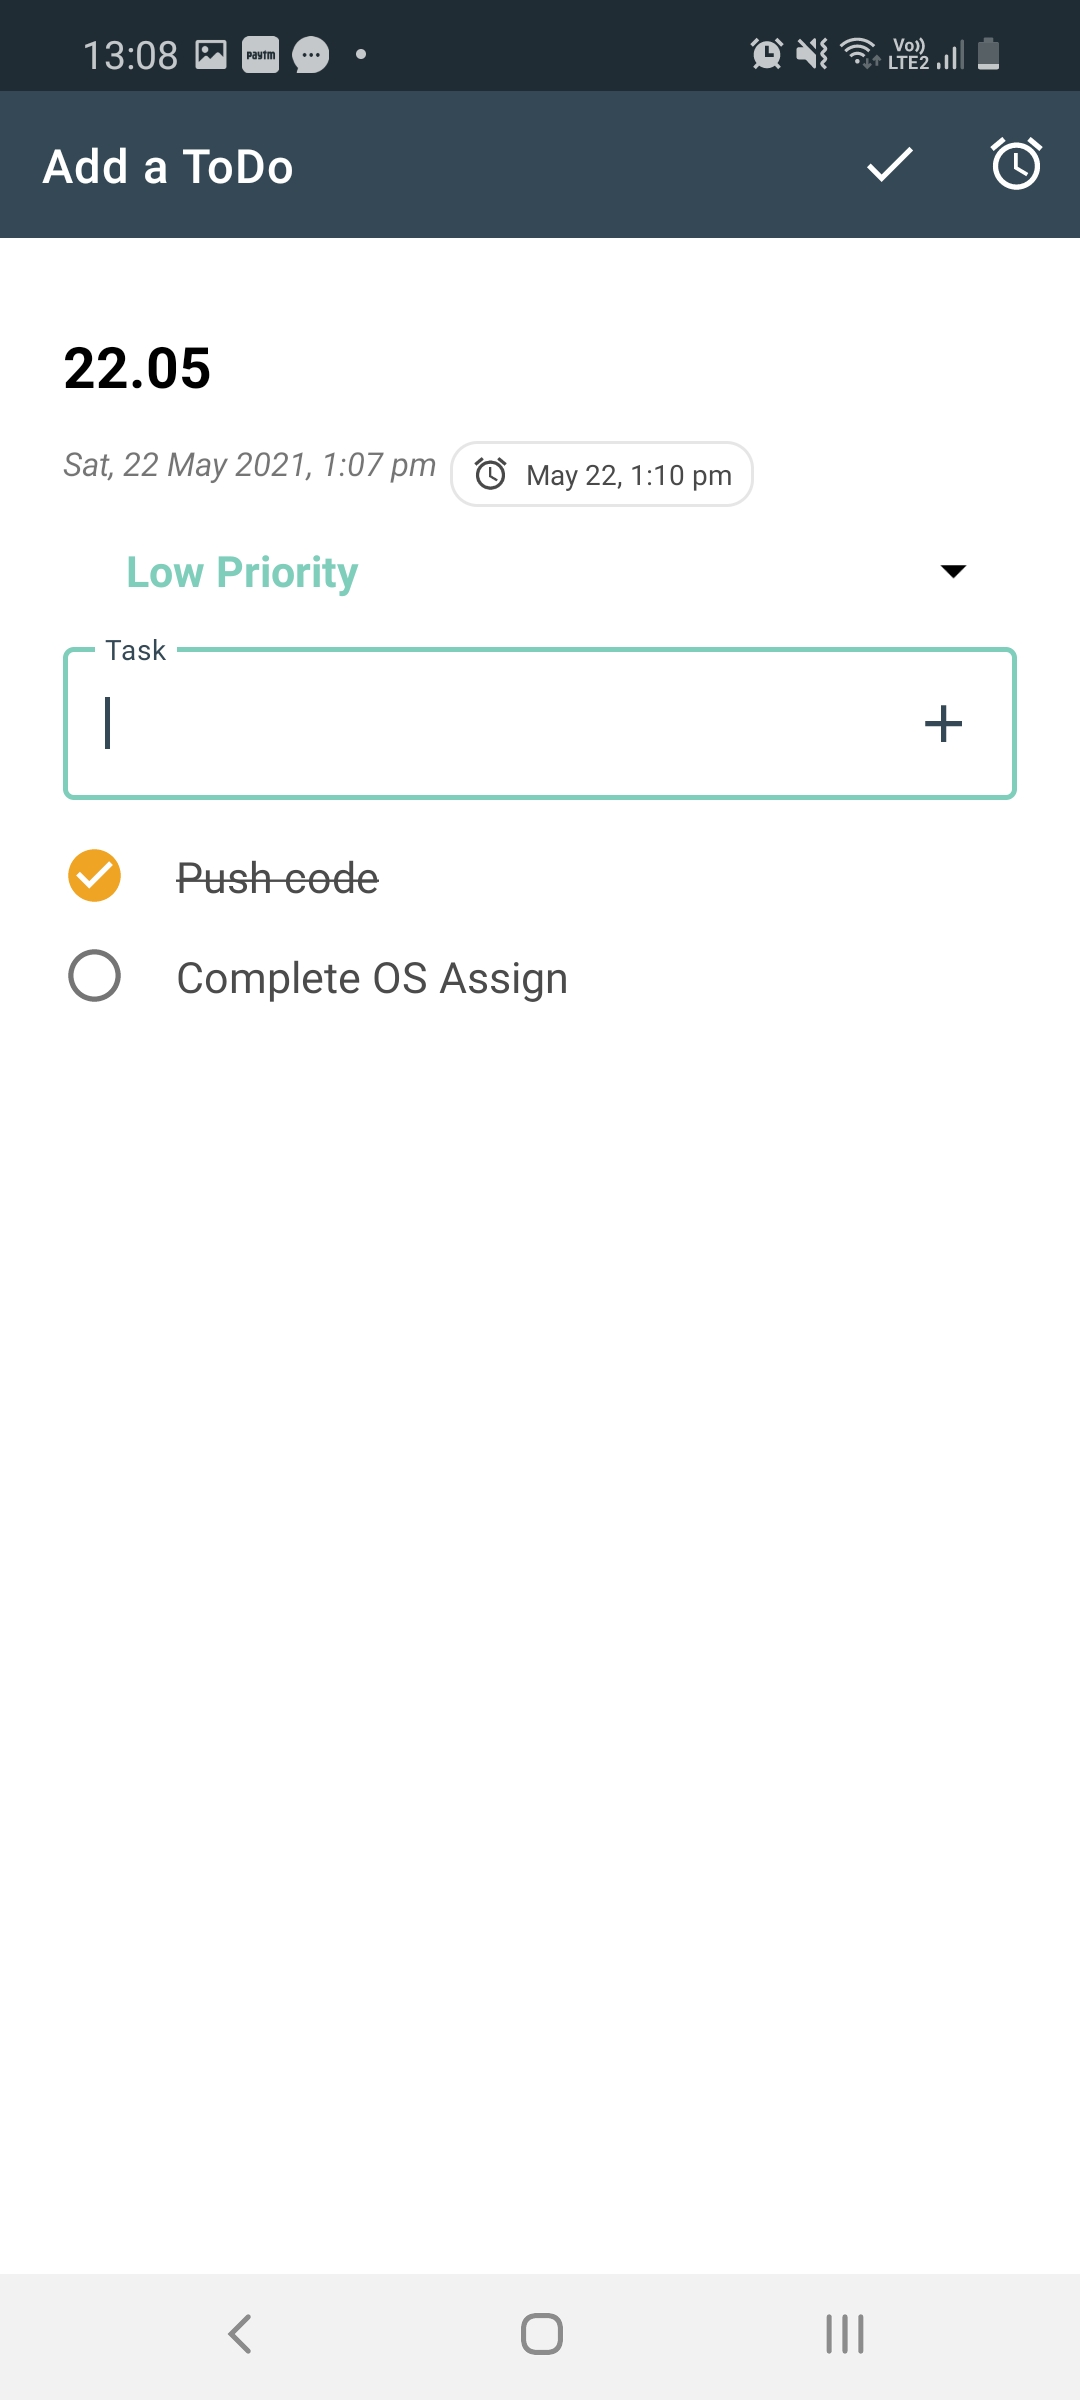 13:08 paytm Vo)) LTE2
Add a ToDo
22.05
Sat, 22 May 2021, 1:07 pm May 22, 1:10 pm
Low Priority
Task
Push code
Complete OS Assign